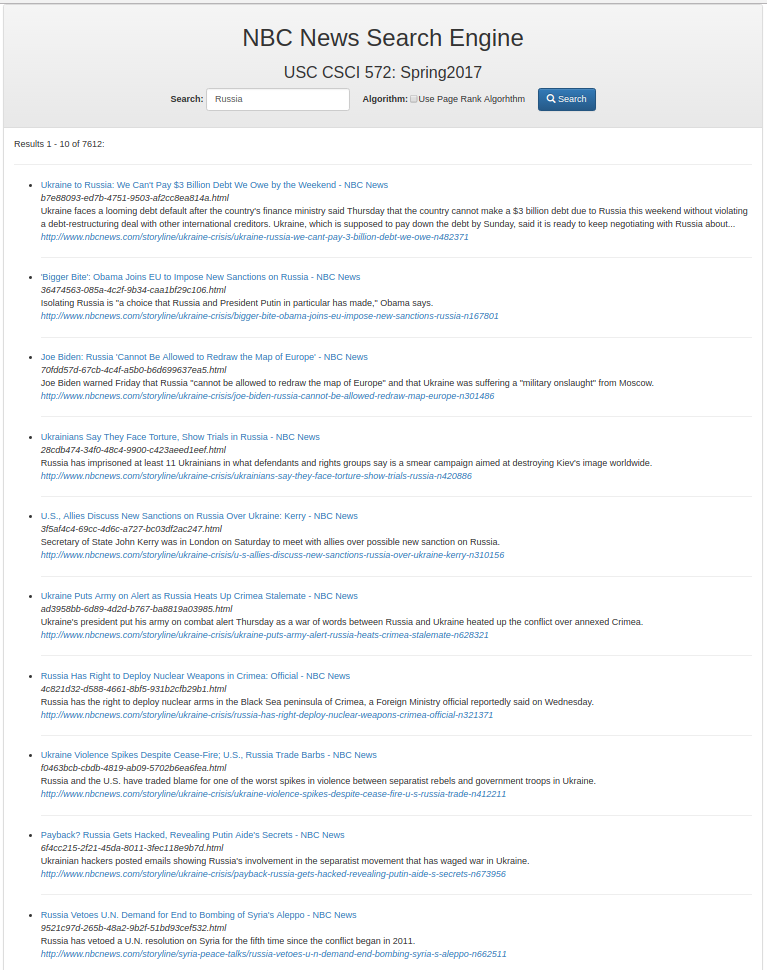 NBC News Search Engine
USC CSCI 572: Spring2017
Search: Russia Algorithm: Use Page Rank Algorhthm Search
Results 1 - 10 of 7612:
Ukraine to Russia: We Can't Pay $3 Billion Debt We Owe by the Weekend - NBC News
b7e88093-ed7b-4751-9503-af2cc8ea814a.html
Ukraine faces a looming debt default after the country's finance ministry said Thursday that the country cannot make a $3 billion debt due to Russia this weekend without violating
a debt-restructuring deal with other international creditors. Ukraine, which is supposed to pay down the debt by Sunday, said it is ready to keep negotiating with Russia about...
http://www.nbcnews.com/storyline/ukraine-crisis/ukraine-russia-we-cant-pay-3-billion-debt-we-owe-n482371
'Bigger Bite': Obama Joins EU to Impose New Sanctions on Russia - NBC News
36474563-085a-4c2f-9b34-caa1bf29c106.html
Isolating Russia is "a choice that Russia and President Putin in particular has made," Obama says.
http://www.nbcnews.com/storyline/ukraine-crisis/bigger-bite-obama-joins-eu-impose-new-sanctions-russia-n167801
Joe Biden: Russia 'Cannot Be Allowed to Redraw the Map of Europe' - NBC News
70fdd57d-67cb-4c4f-a5b0-b6d699637ea5.html
Joe Biden warned Friday that Russia "cannot be allowed to redraw the map of Europe" and that Ukraine was suffering a "military onslaught" from Moscow.
http://www.nbcnews.com/storyline/ukraine-crisis/joe-biden-russia-cannot-be-allowed-redraw-map-europe-n301486
Ukrainians Say They Face Torture, Show Trials in Russia - NBC News
28cdb474-34f0-48c4-9900-c423aeed1eef.html
Russia has imprisoned at least 11 Ukrainians in what defendants and rights groups say is a smear campaign aimed at destroying Kiev's image worldwide.
http://www.nbcnews.com/storyline/ukraine-crisis/ukrainians-say-they-face-torture-show-trials-russia-n420886
U.S., Allies Discuss New Sanctions on Russia Over Ukraine: Kerry - NBC News
3f5af4c4-69cc-4d6c-a727-bc03df2ac247.html
Secretary of State John Kerry was in London on Saturday to meet with allies over possible new sanction on Russia.
http://www.nbcnews.com/storyline/ukraine-crisis/u-s-allies-discuss-new-sanctions-russia-over-ukraine-kerry-n310156
Ukraine Puts Army on Alert as Russia Heats Up Crimea Stalemate - NBC News
ad3958bb-6d89-4d2d-b767-ba8819a03985.html
Ukraine's president put his army on combat alert Thursday as a war of words between Russia and Ukraine heated up the conflict over annexed Crimea.
http://www.nbcnews.com/storyline/ukraine-crisis/ukraine-puts-army-alert-russia-heats-crimea-stalemate-n628321
Russia Has Right to Deploy Nuclear Weapons in Crimea: Official - NBC News
4c821d32-d588-4661-8bf5-931b2cfb29b1.html
Russia has the right to deploy nuclear arms in the Black Sea peninsula of Crimea, a Foreign Ministry official reportedly said on Wednesday.
http://www.nbcnews.com/storyline/ukraine-crisis/russia-has-right-deploy-nuclear-weapons-crimea-official-n321371
Ukraine Violence Spikes Despite Cease-Fire; U.S., Russia Trade Barbs - NBC News
f0463bcb-cbdb-4819-ab09-5702b6ea6fea.html
Russia and the U.S. have traded blame for one of the worst spikes in violence between separatist rebels and government troops in Ukraine.
http://www.nbcnews.com/storyline/ukraine-crisis/ukraine-violence-spikes-despite-cease-fire-u-s-russia-trade-n412211
Payback? Russia Gets Hacked, Revealing Putin Aide's Secrets - NBC News
6f4cc215-2f21-45da-8011-3fec118e9b7d.html
Ukrainian hackers posted emails showing Russia's involvement in the separatist movement that has waged war in Ukraine.
http://www.nbcnews.com/storyline/ukraine-crisis/payback-russia-gets-hacked-revealing-putin-aide-s-secrets-n673956
Russia Vetoes U.N. Demand for End to Bombing of Syria's Aleppo - NBC News
9521c97d-265b-48a2-9b2f-51bd93cef532.html
Russia has vetoed a U.N. resolution on Syria for the fifth time since the conflict began in 2011.
http://www.nbcnews.com/storyline/syria-peace-talks/russia-vetoes-u-n-demand-end-bombing-syria-s-aleppo-n662511